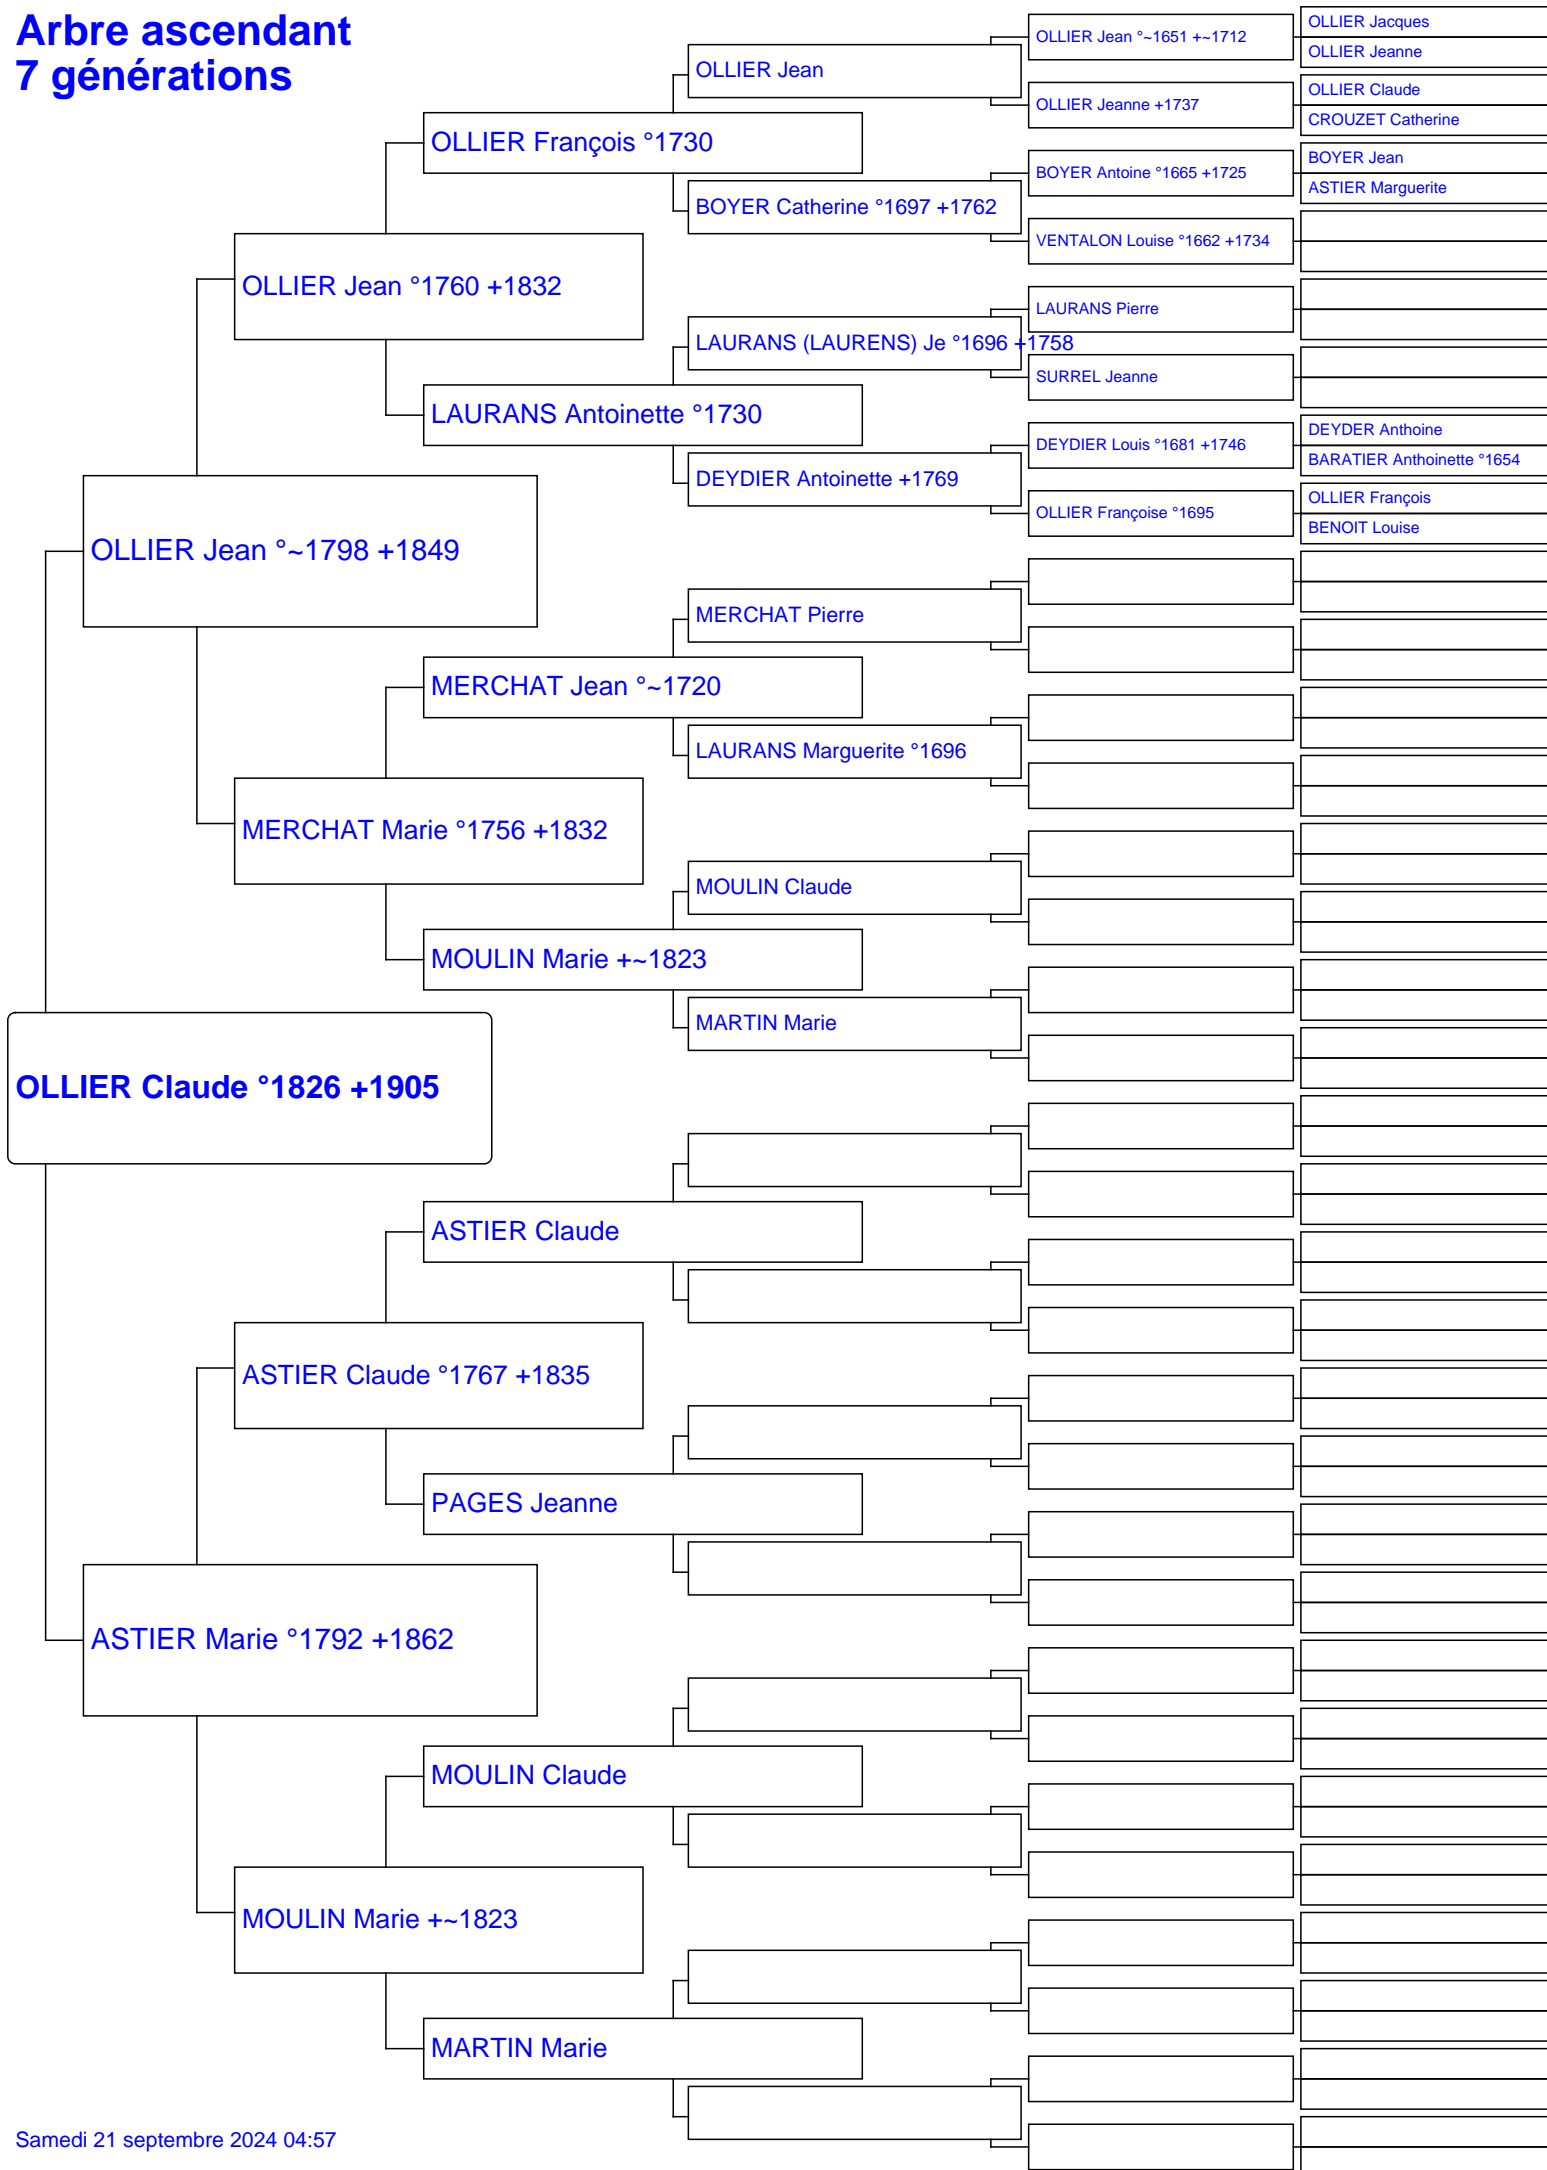 Arbre ascendant
7 générations
OLLIER Claude °1826 +1905
OLLIER Jean °~1798 +1849
ASTIER Marie °1792 +1862
OLLIER Jean °1760 +1832
MERCHAT Marie °1756 +1832
ASTIER Claude °1767 +1835
MOULIN Marie +~1823
OLLIER François °1730
LAURANS Antoinette °1730
MERCHAT Jean °~1720
MOULIN Marie +~1823
ASTIER Claude
PAGES Jeanne
MOULIN Claude
MARTIN Marie
OLLIER Jean
BOYER Catherine °1697 +1762
LAURANS (LAURENS) Je °1696 +1758
DEYDIER Antoinette +1769
MERCHAT Pierre
LAURANS Marguerite °1696
MOULIN Claude
MARTIN Marie
OLLIER Jean °~1651 +~1712
OLLIER Jeanne +1737
BOYER Antoine °1665 +1725
VENTALON Louise °1662 +1734
LAURANS Pierre
SURREL Jeanne
DEYDIER Louis °1681 +1746
OLLIER Françoise °1695
OLLIER Jacques
OLLIER Jeanne
OLLIER Claude
CROUZET Catherine
BOYER Jean
ASTIER Marguerite
DEYDER Anthoine
BARATIER Anthoinette °1654
OLLIER François
BENOIT Louise
Samedi 21 septembre 2024 04:57